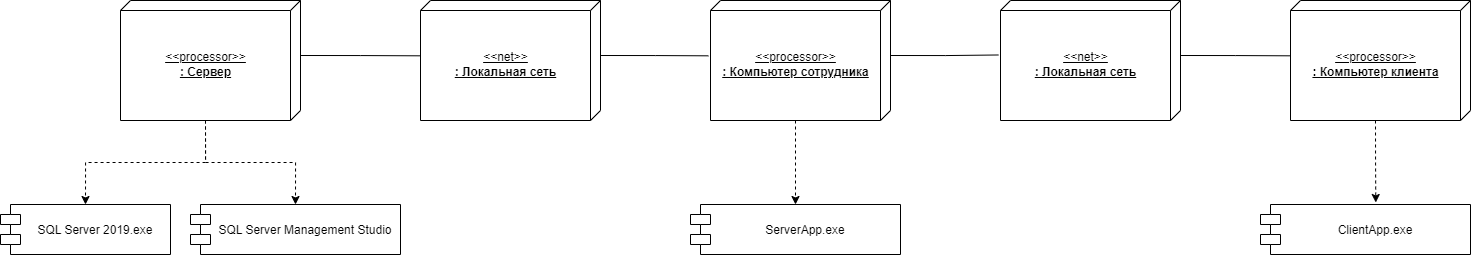 <<processor>>
: Сервер
<<net>>
: Локальная сеть
<<processor>>
: Компьютер сотрудника
<<net>>
: Локальная сеть
<<processor>>
: Компьютер клиента
SQL Server 2019.exe
SQL Server Management Studio
ServerApp.exe
ClientApp.exe